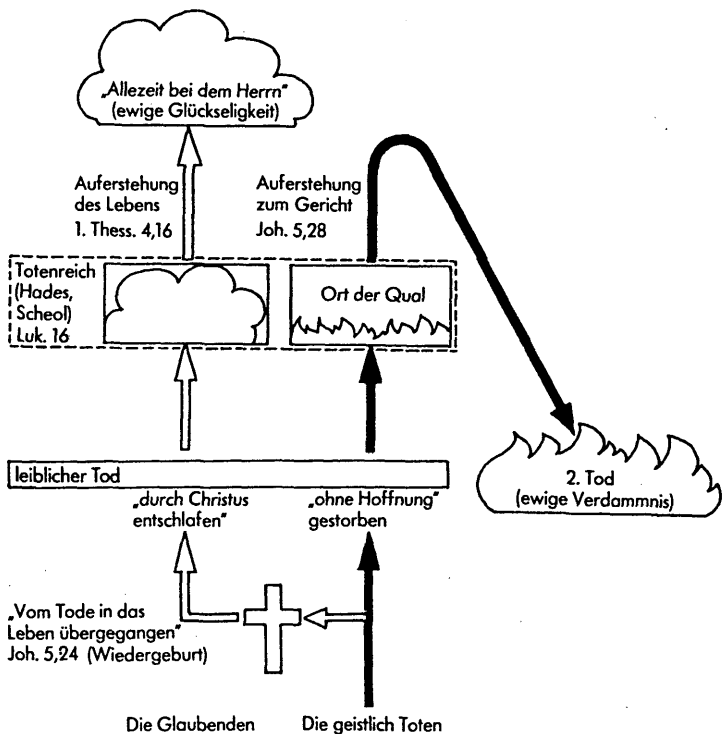 „Allezeit bei dem Herrn"
(ewige Glückseligkeit)
Auferstehung
des Lebens
1. Thess. 4,16
Auferstehung
zum Gericht
Joh. 5,28
Totenreich
(Hades,
Scheol)
Luk. 16
Ort der Qual
leiblicher Tod
2. Tod
(ewige Verdammnis)
„durch Christus
entschlafen"
„ohne Hoffnung"
gestorben
„Vom Tode in das
Leben übergegangen"
Joh. 5,24 (Wiedergeburt)
Die Glaubenden
Die geistlich Toten